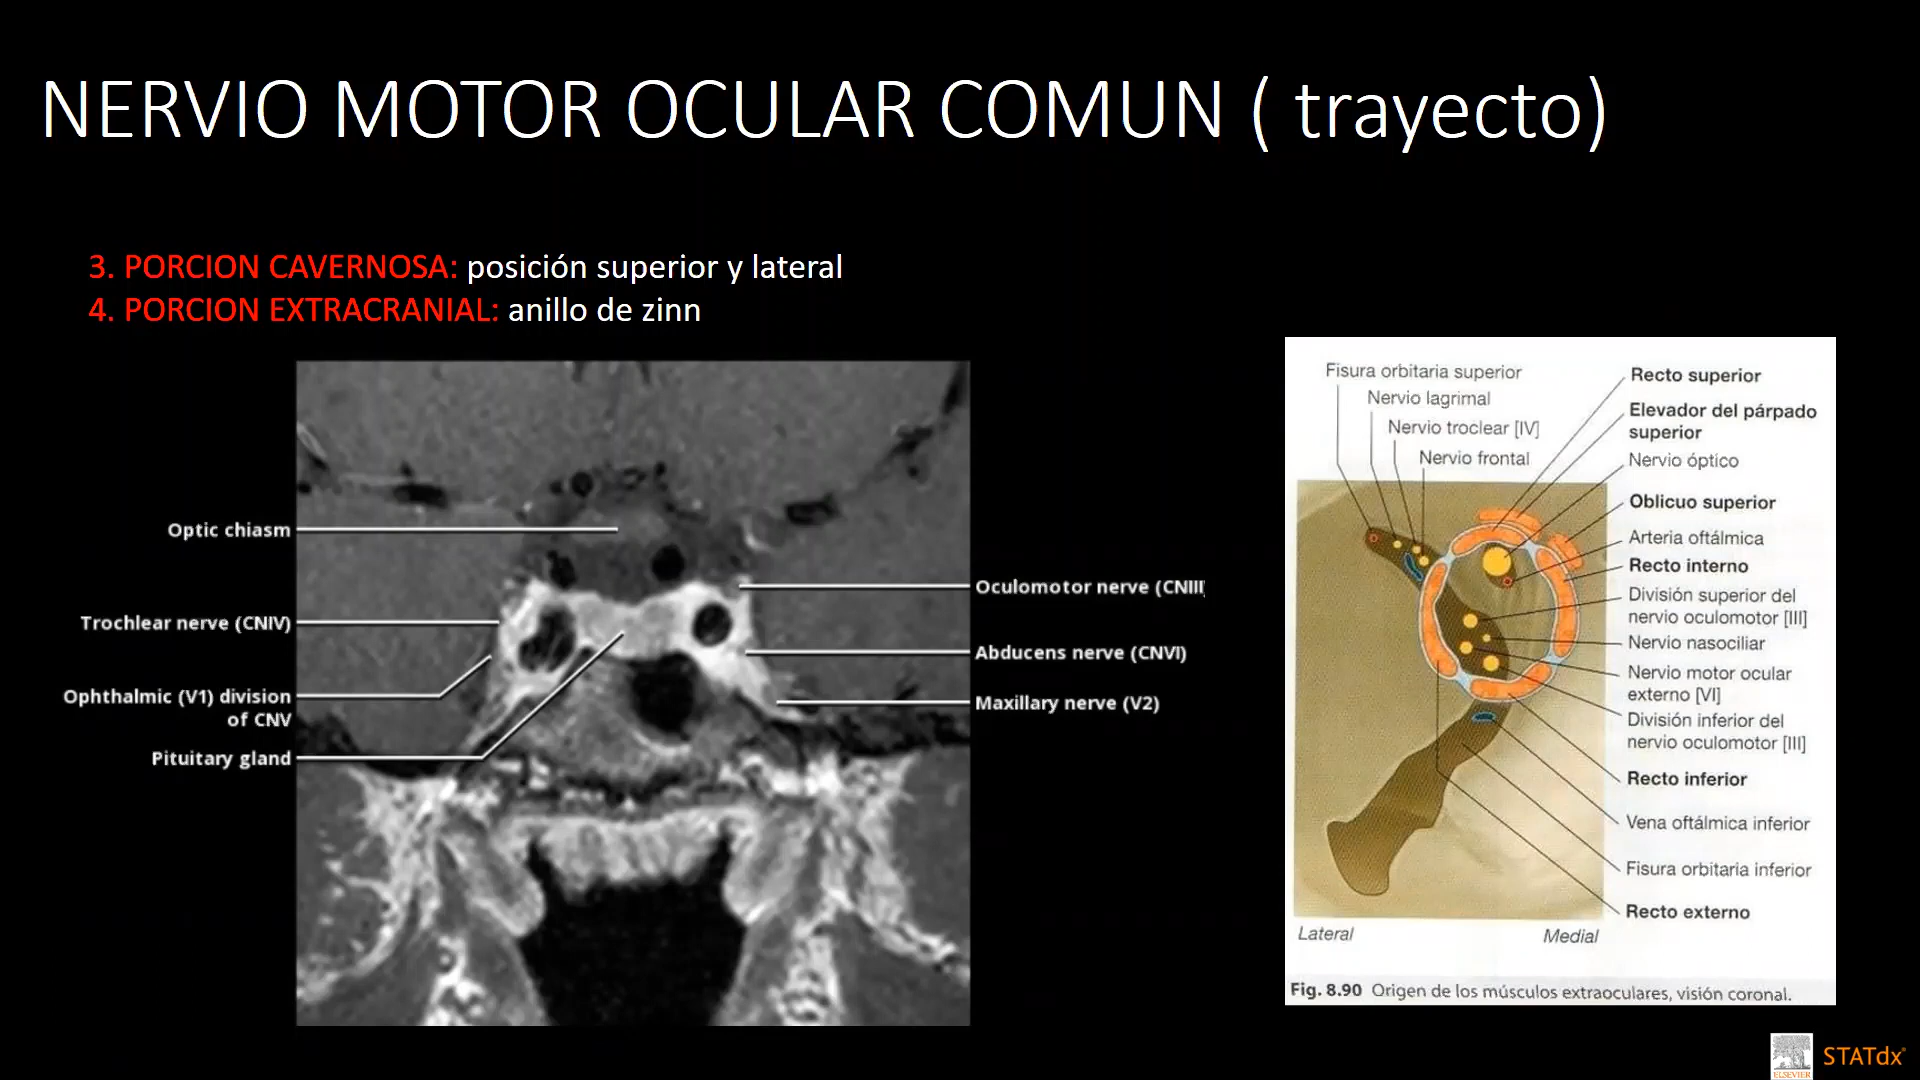 NERVIO MOTOR OCULAR COMUN ( trayecto)
3. PORCION CAVERNOSA: posición superior y lateral
4. PORCION EXTRACRANIAL: anillo de zinn
Optic chiasm
Trochlear nerve (CNIV)
Ophthalmic (V1) division
of CNV
Pituitary gland
Oculomotor nerve (CNIII)
Abducens nerve (CNVI)
Maxillary nerve (V2)
Fisura orbitaria superior
Nervio lagrimal
Nervio troclear [IV]
Nervio frontal
Recto superior
Elevador del párpado
superior
Nervio óptico
Oblicuo superior
Arteria oftálmica
Recto interno
División superior del
nervio oculomotor [III]
Nervio nasociliar
Nervio motor ocular
externo [VI]
División inferior del
nervio oculomotor [III]
Recto inferior
Vena oftálmica inferior
Fisura orbitaria inferior
Recto externo
Lateral
Medial
Fig. 8.90 Origen de los músculos extraoculares, visión coronal.
ELSEVIER
STATdx®